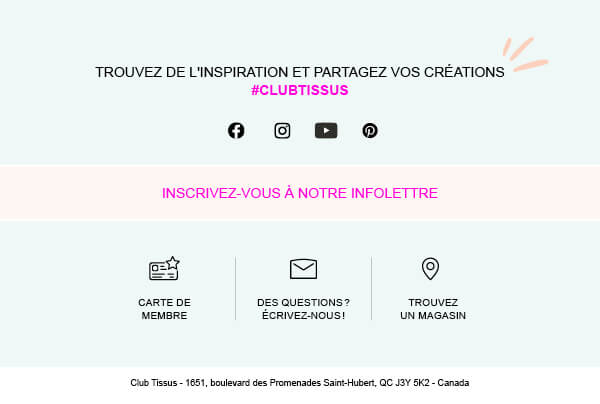 TROUVEZ DE L'INSPIRATION ET PARTAGEZ VOS CRÉATIONS
#CLUBTISSUS
INSCRIVEZ-VOUS À NOTRE INFOLETTRE
CARTE DE
MEMBRE
DES QUESTIONS ?
ÉCRIVEZ-NOUS !
TROUVEZ
UN MAGASIN
Club Tissus - 1651, boulevard des Promenades Saint-Hubert, QC J3Y 5K2 - Canada